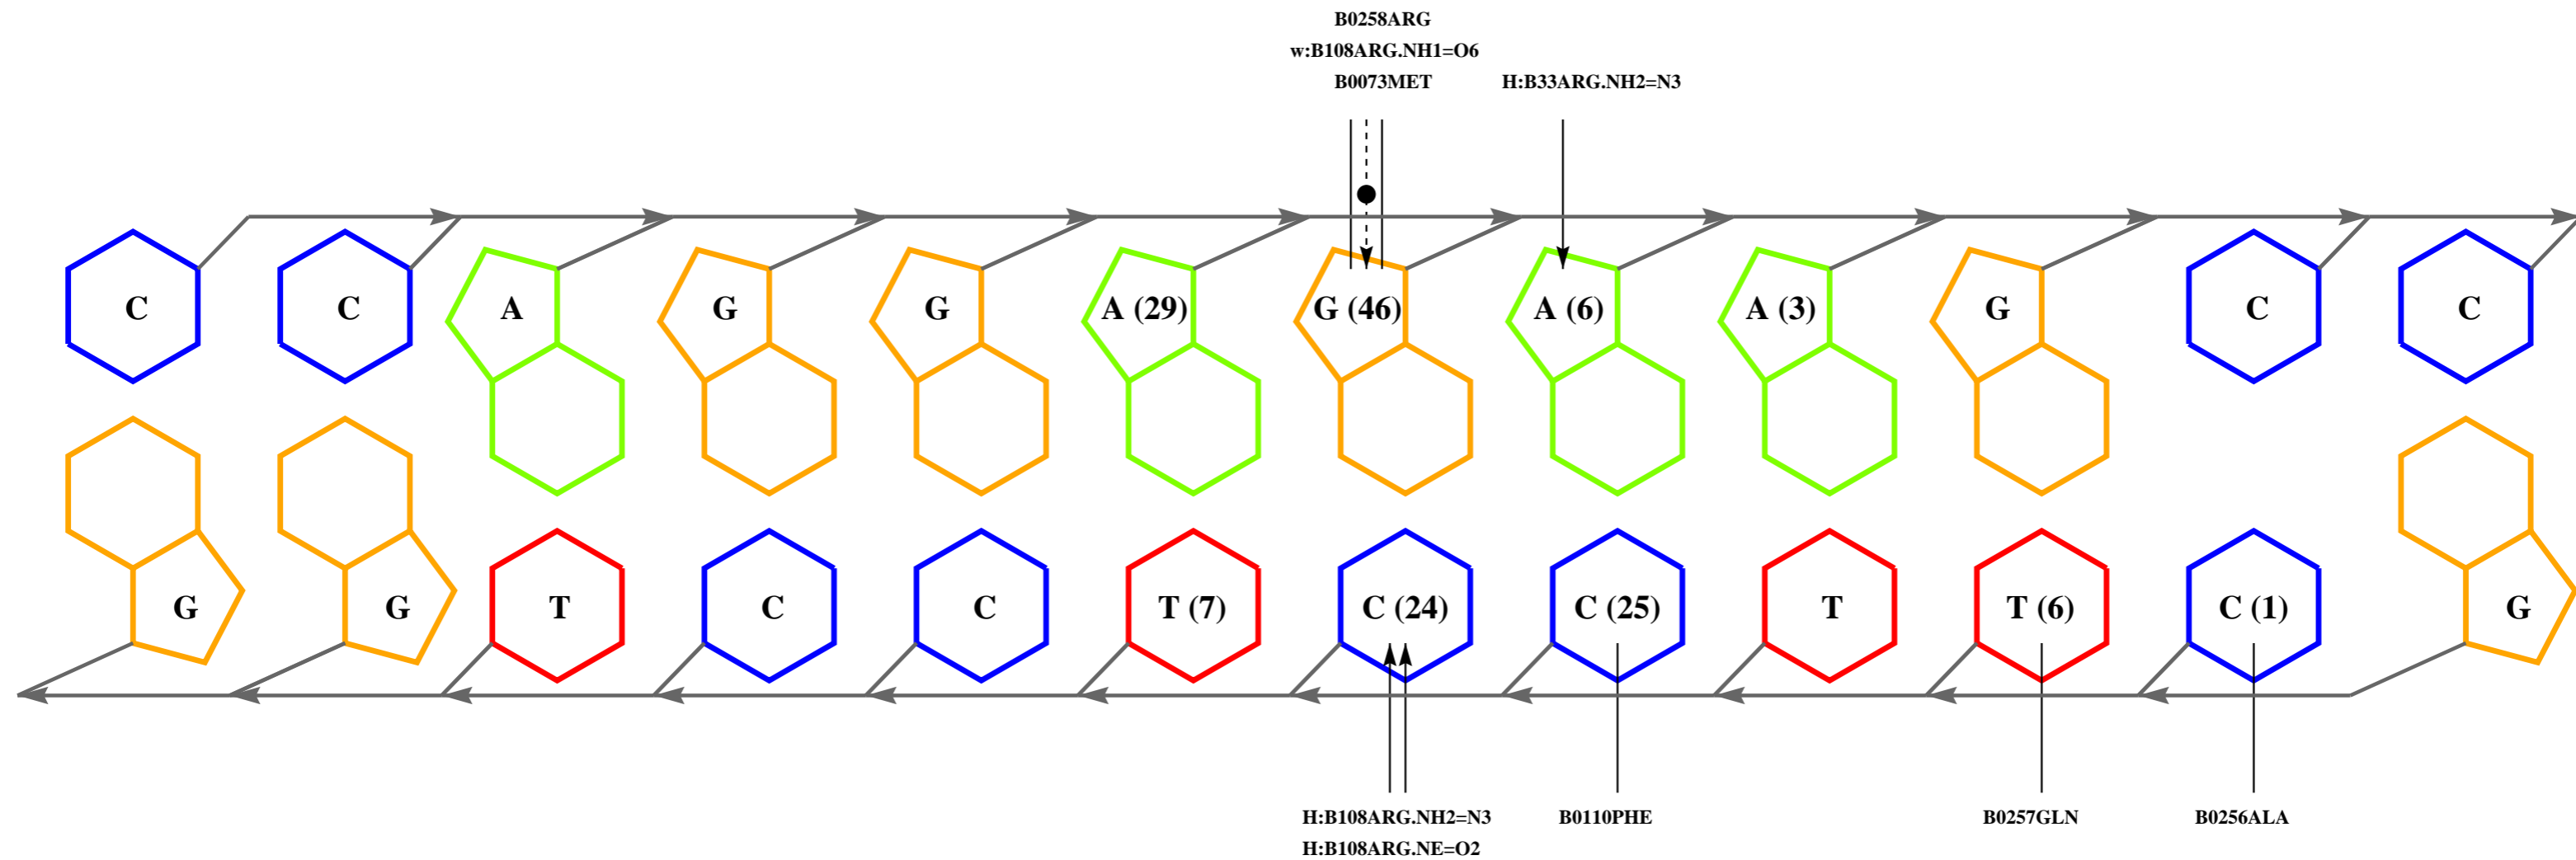 B0258ARG
w:B108ARG.NH1=O6
B0073MET H:B33ARG.NH2=N3
C C A G G A (29) G (46) A (6) A (3) G C C
G G T C C T (7) C (24) C (25) T T (6) C (1) G
H:B108ARG.NH2=N3 B0110PHE B0257GLN B0256ALA
H:B108ARG.NE=O2